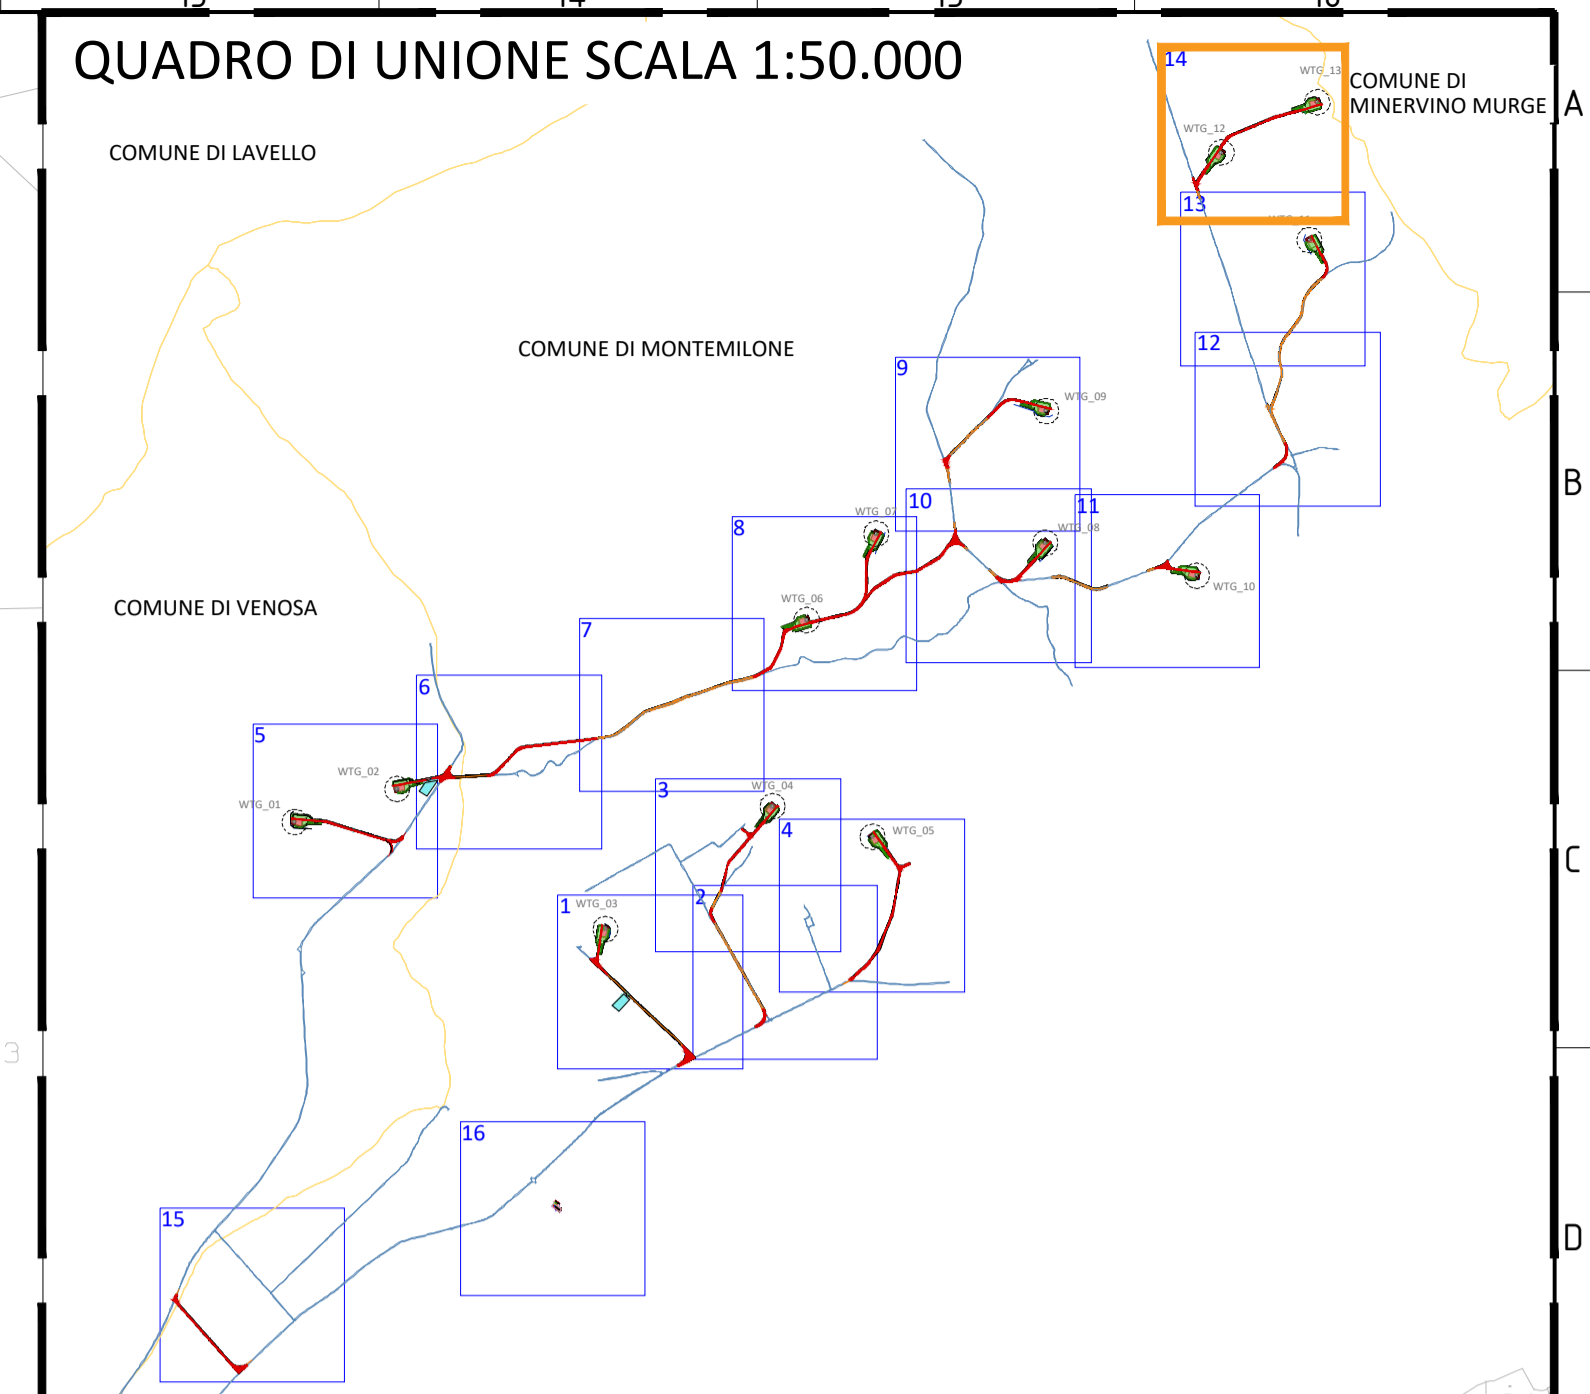 QUADRO DI UNIONE SCALA 1:50.000
14
WTG_13
COMUNE DI
MINERVINO MURGE
A
WTG_12
COMUNE DI LAVELLO
13
12
COMUNE DI MONTEMILONE
9
WTG_09
B
10
11
WTG_07
8
WTG_08
WTG_10
WTG_06
COMUNE DI VENOSA
7
6
5
WTG_02
WTG_01
3
WTG_04
4
WTG_05
C
2
1
WTG_03
3
16
15
D